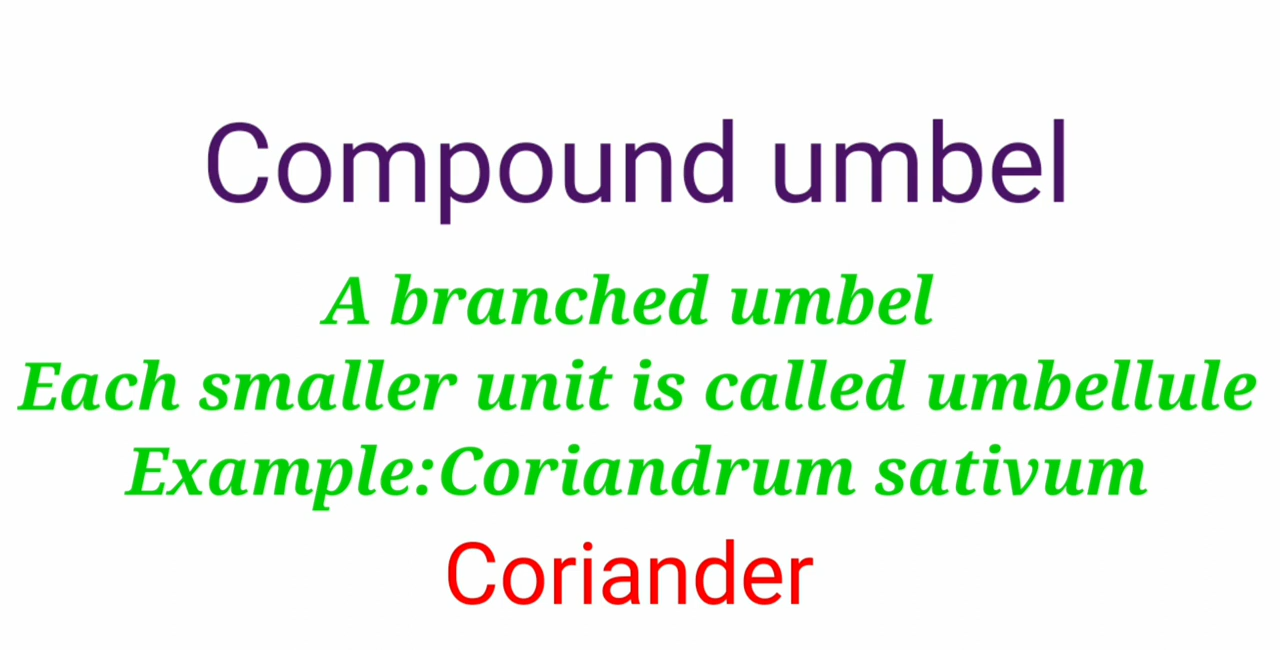 Compound umbel
A branched umbel
Each smaller unit is called umbellule
Example:Coriandrum sativum
Coriander